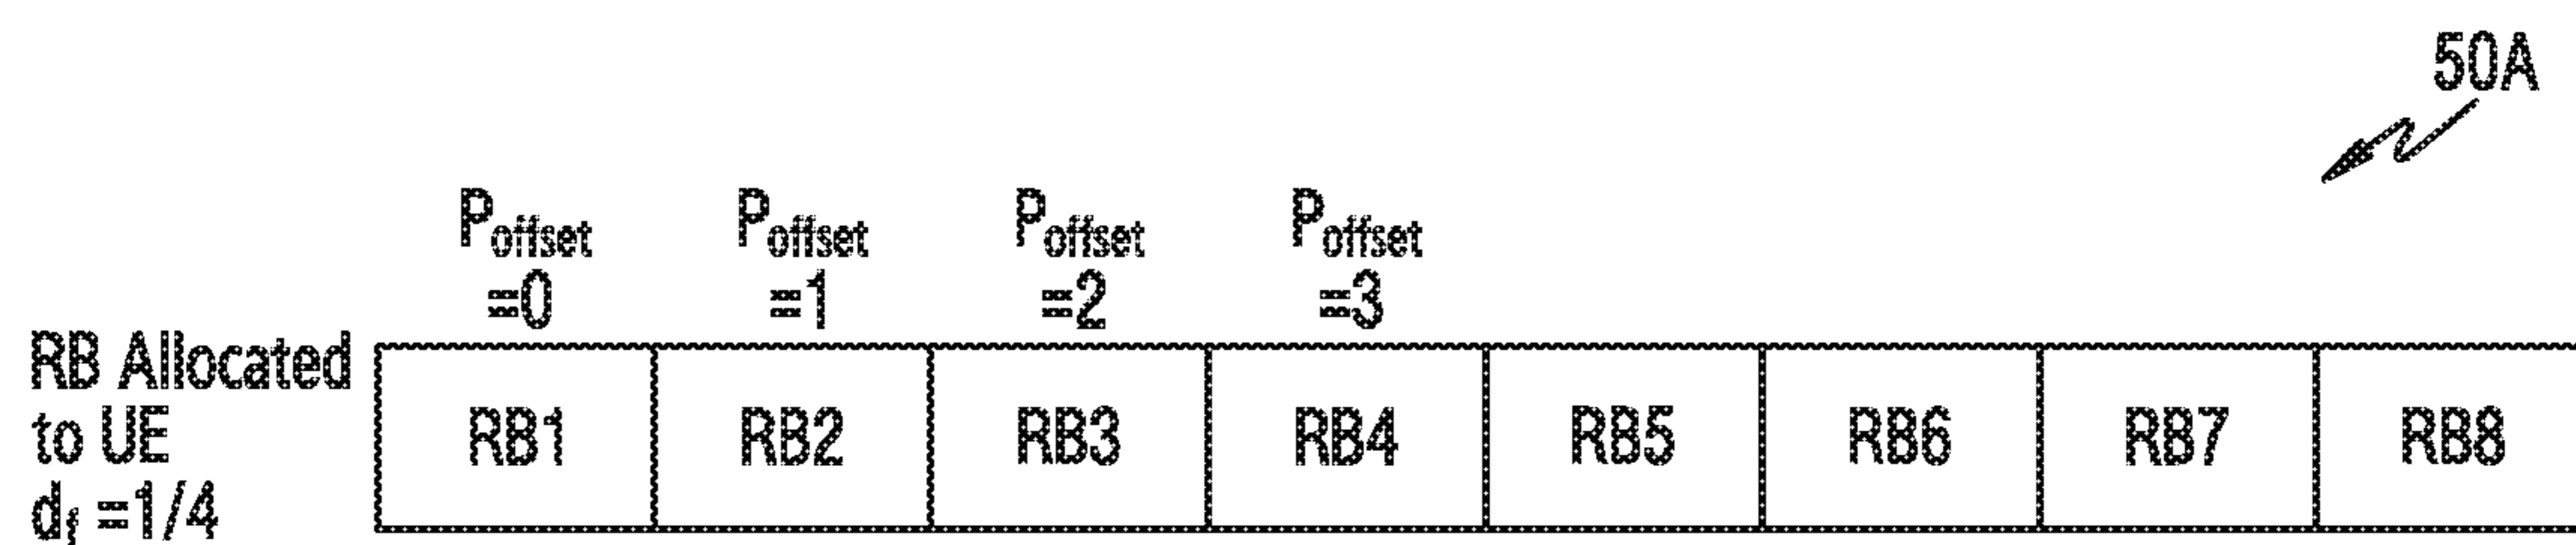 50A
Poffset Poffset Poffset Poffset
=0 =1 =2 =3
RB Allocated
to UE
df =1/4
RB1 RB2 RB3 RB4 RB5 RB6 RB7 RB8